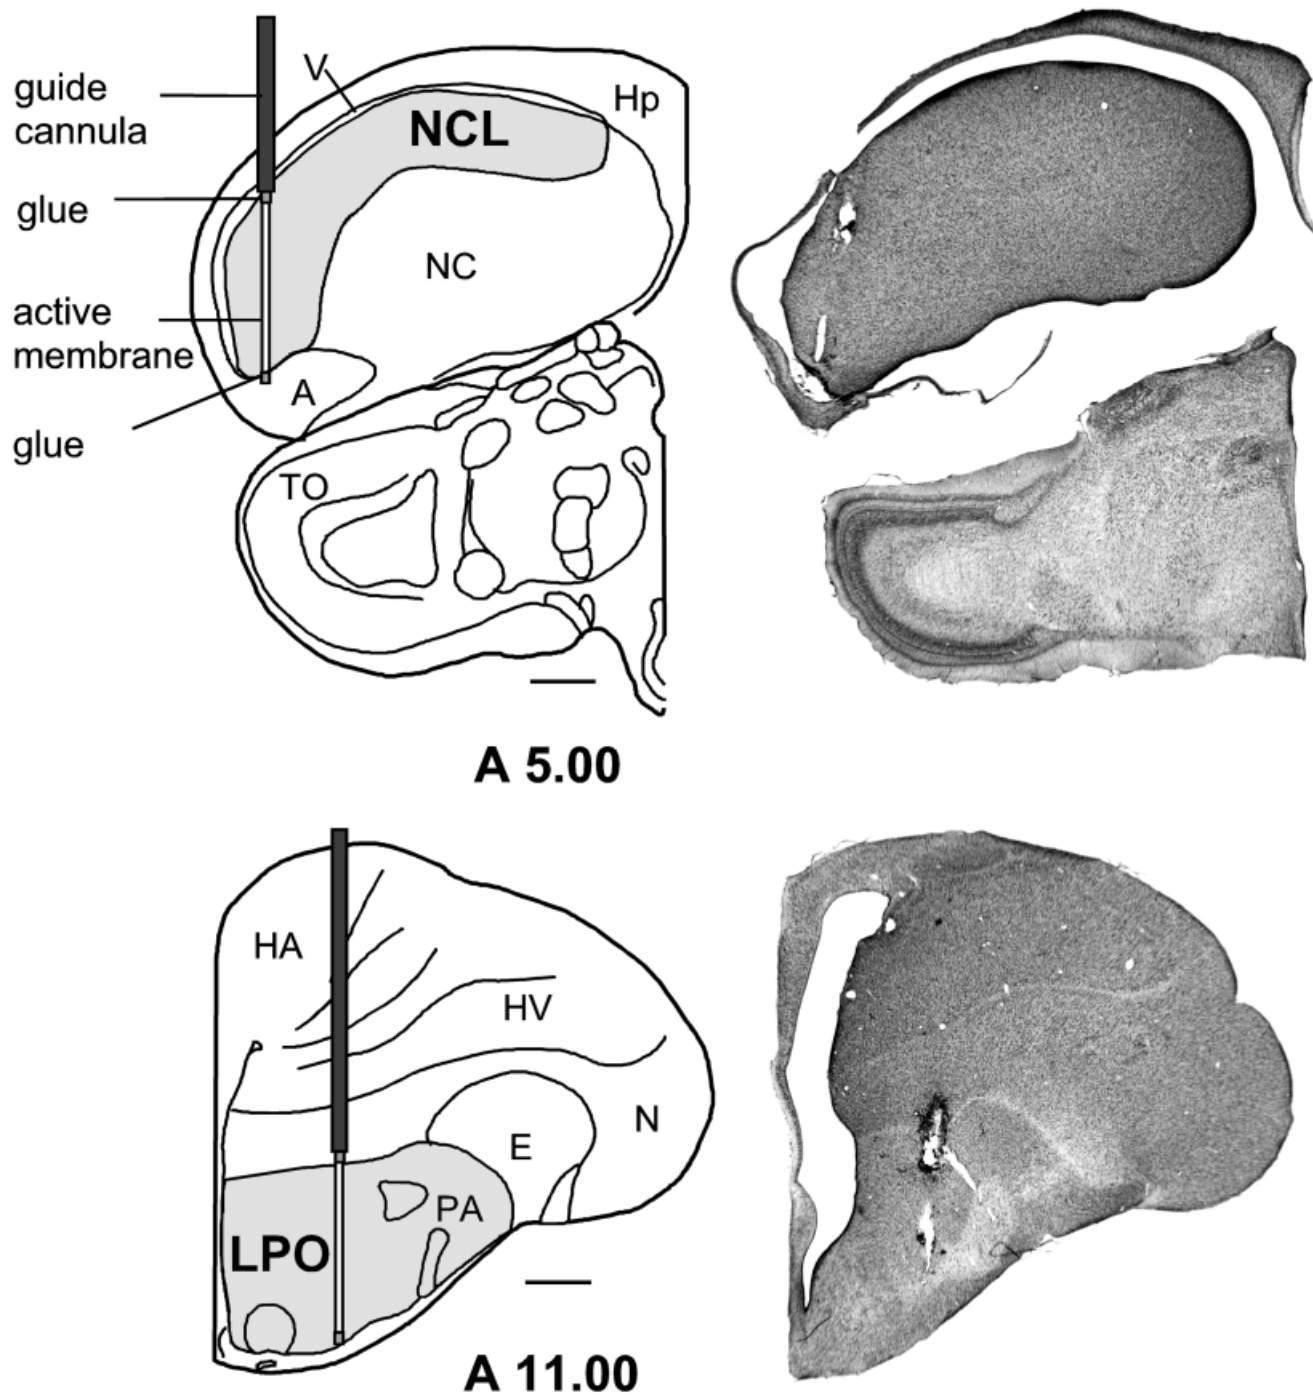 guide
cannula
V
Hp
NCL
glue
NC
active
membrane
A
glue
TO
A 5.00
HA
HV
N
E
PA
LPO
A 11.00